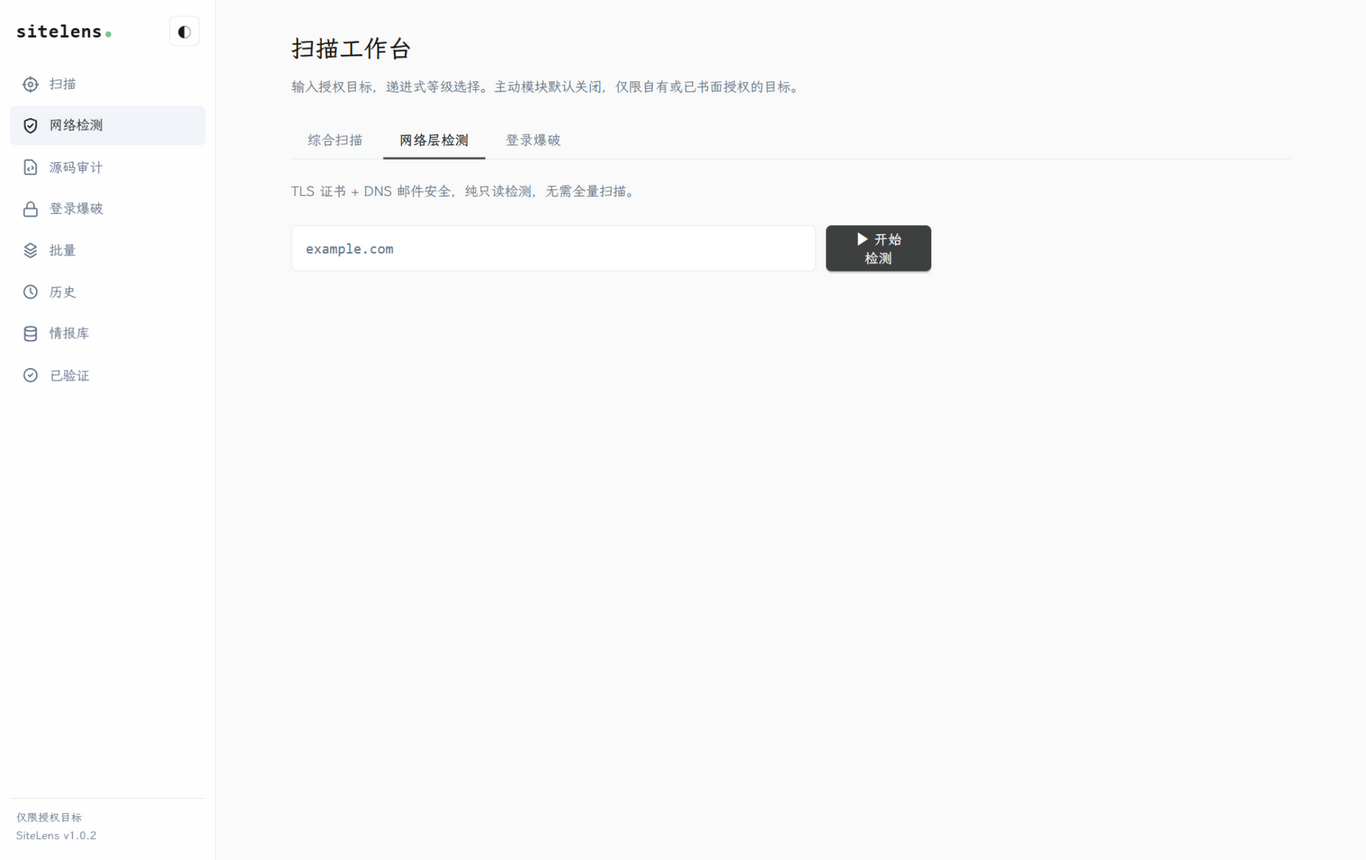 sitelens
扫描
网络检测
源码审计
登录爆破
批量
历史
情报库
已验证
仅限授权目标
SiteLens v1.0.2
扫描工作台
输入授权目标，递进式等级选择。主动模块默认关闭，仅限自有或已书面授权的目标。
综合扫描 网络层检测 登录爆破
TLS 证书 + DNS 邮件安全，纯只读检测，无需全量扫描。
example.com
▶ 开始
检测